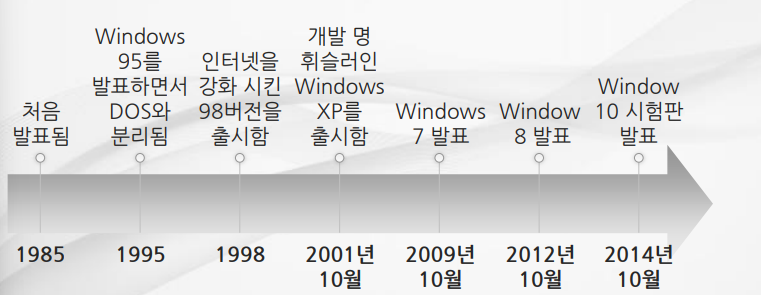 처음
발표됨
Windows
95를
발표하면서
DOS와
분리됨
인터넷을
강화 시킨
98버전을
출시함
개발 명
휘슬러인
Windows
XP를
출시함
Windows
7 발표
Window
8 발표
Window
10 시험판
발표
1985
1995
1998
2001년
10월
2009년
10월
2012년
10월
2014년
10월